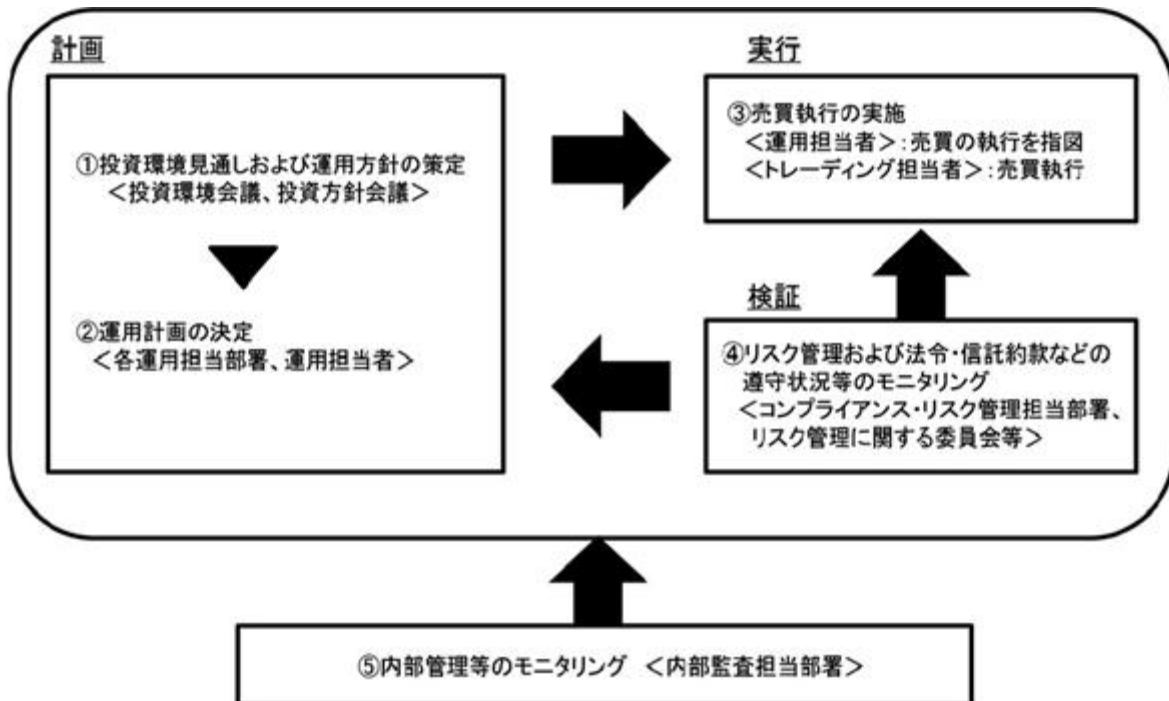 計画
①投資環境見通しおよび運用方針の策定
＜投資環境会議、投資方針会議＞
②運用計画の決定
＜各運用担当部署、運用担当者＞
実行
③売買執行の実施
＜運用担当者＞：売買の執行を指図
＜トレーディング担当者＞：売買執行
検証
④リスク管理および法令・信託約款などの
遵守状況等のモニタリング
＜コンプライアンス・リスク管理担当部署、
リスク管理に関する委員会等＞
⑤内部管理等のモニタリング ＜内部監査担当部署＞